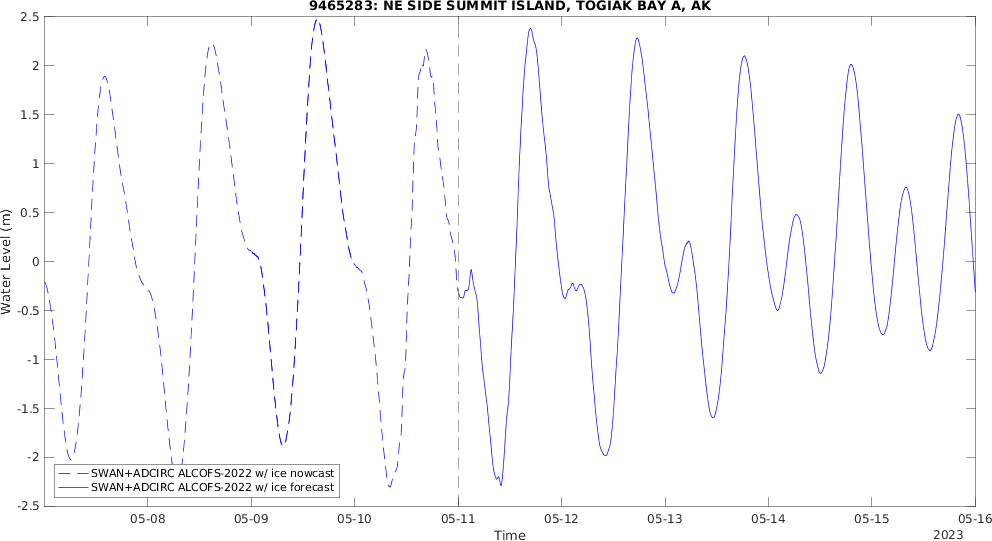 9465283: NE SIDE SUMMIT ISLAND, TOGIAK BAY A, AK
2.5
2
1.5
1
0.5
0
-0.5
-1
-1.5
-2
-2.5
Water Level (m)
SWAN+ADCIRC ALCOFS-2022 w/ ice nowcast
SWAN+ADCIRC ALCOFS-2022 w/ ice forecast
05-08 05-09 05-10 05-11 05-12 05-13 05-14 05-15 05-16
Time
2023